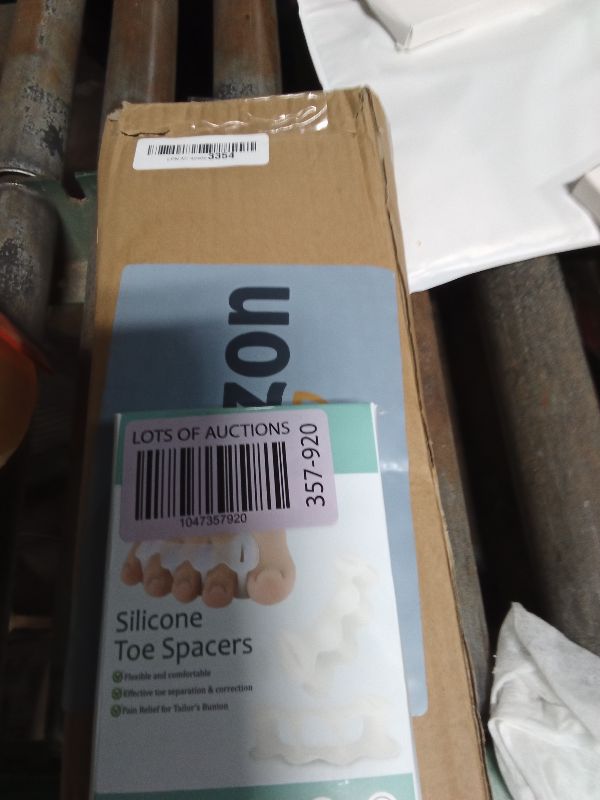 3354
zon
LOTS OF AUCTIONS
357-920
1047357920
Silicone
Toe Spacers
Flexible and comfortable
Effective toe separation & correction
Pain Relief for Tailor's Bunion